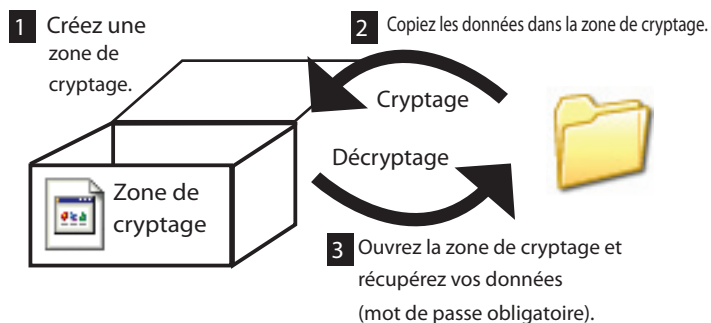 1 Créez une
zone de
cryptage.
2 Copiez les données dans la zone de cryptage.
Cryptage
Décryptage
Zone de
cryptage
3 Ouvrez la zone de cryptage et
récupérez vos données
(mot de passe obligatoire).